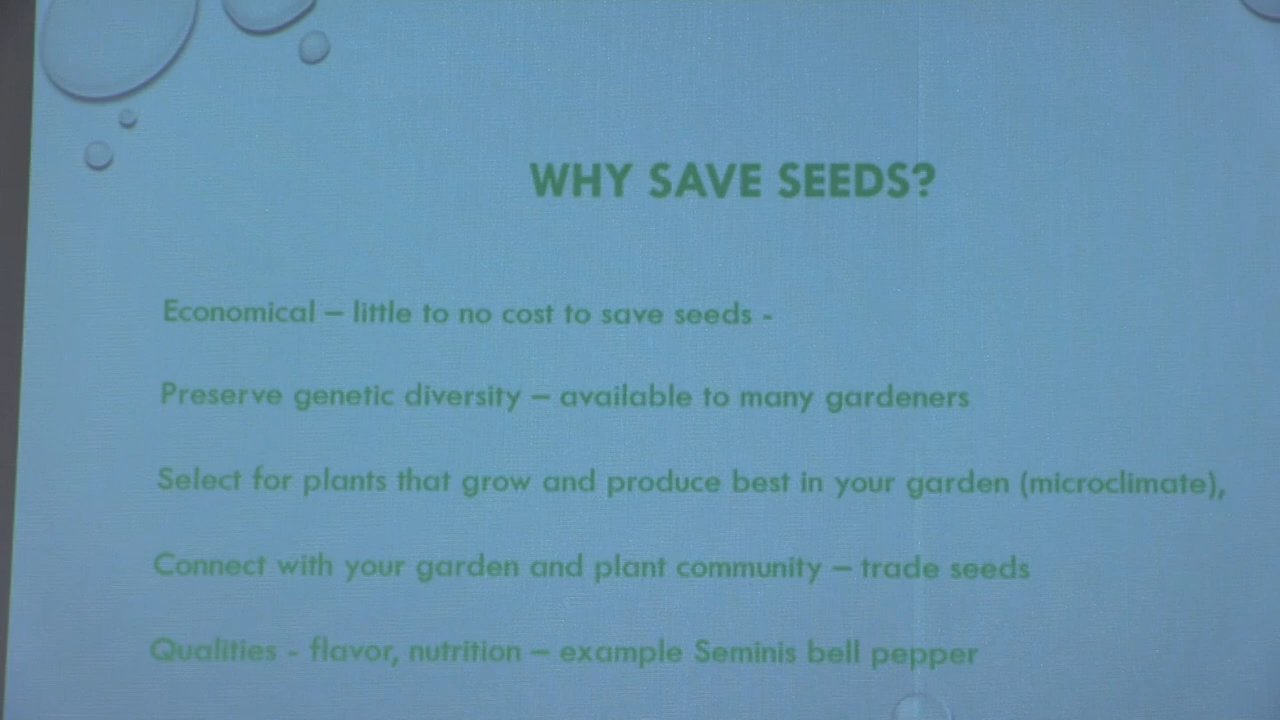 WHY SAVE SEEDS?
Economical – little to no cost to save seeds -
Preserve genetic diversity – available to many gardeners
Select for plants that grow and produce best in your garden (microclimate),
Connect with your garden and plant community – trade seeds
Qualities - flavor, nutrition – example Seminis bell pepper